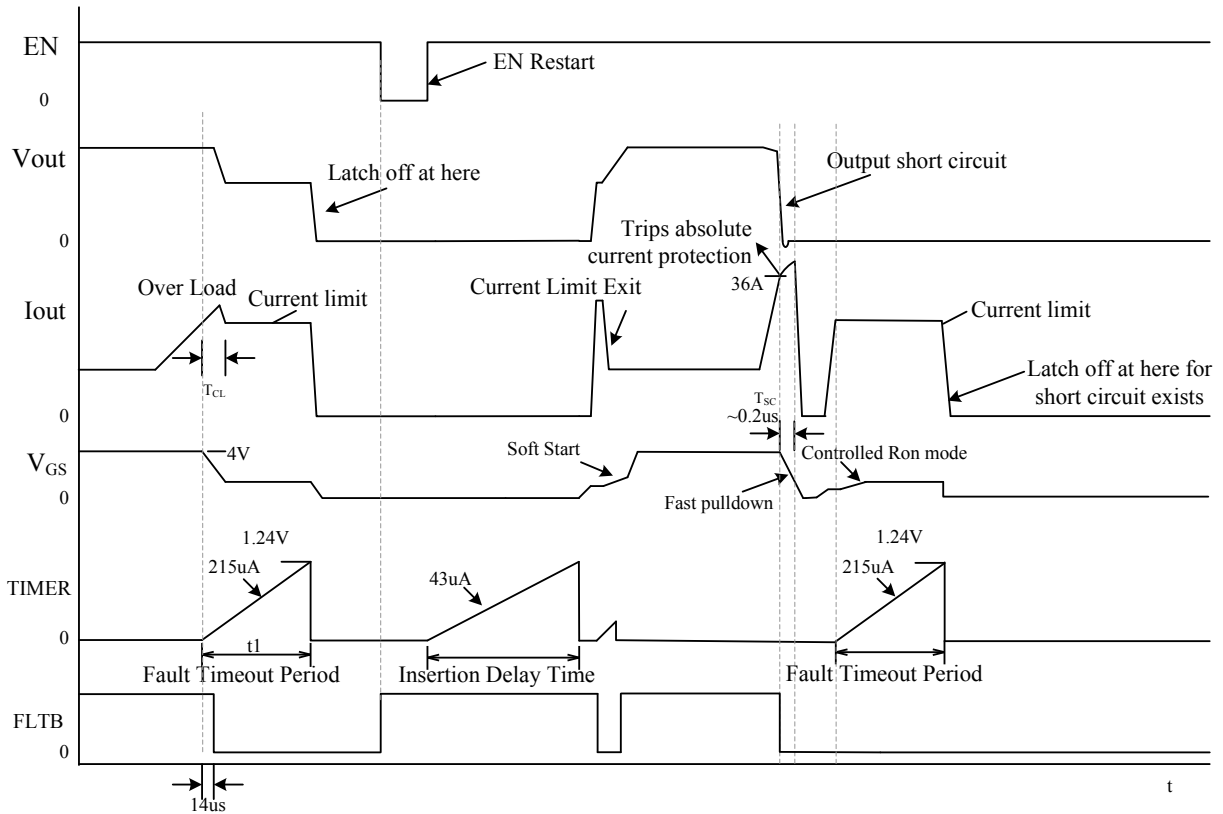 EN
0
EN Restart
Vout
0
Latch off at here
Output short circuit
Trips absolute
current protection
36A
Iout
0
Over Load
Current limit
Current Limit Exit
Current limit
TCL
TSC
~0.2us
Latch off at here for
short circuit exists
VGS
0
4V
Soft Start
Fast pulldown
Controlled Ron mode
TIMER
0
1.24V
215uA
43uA
1.24V
215uA
t1
Fault Timeout Period
Insertion Delay Time
Fault Timeout Period
FLTB
0
14us
t